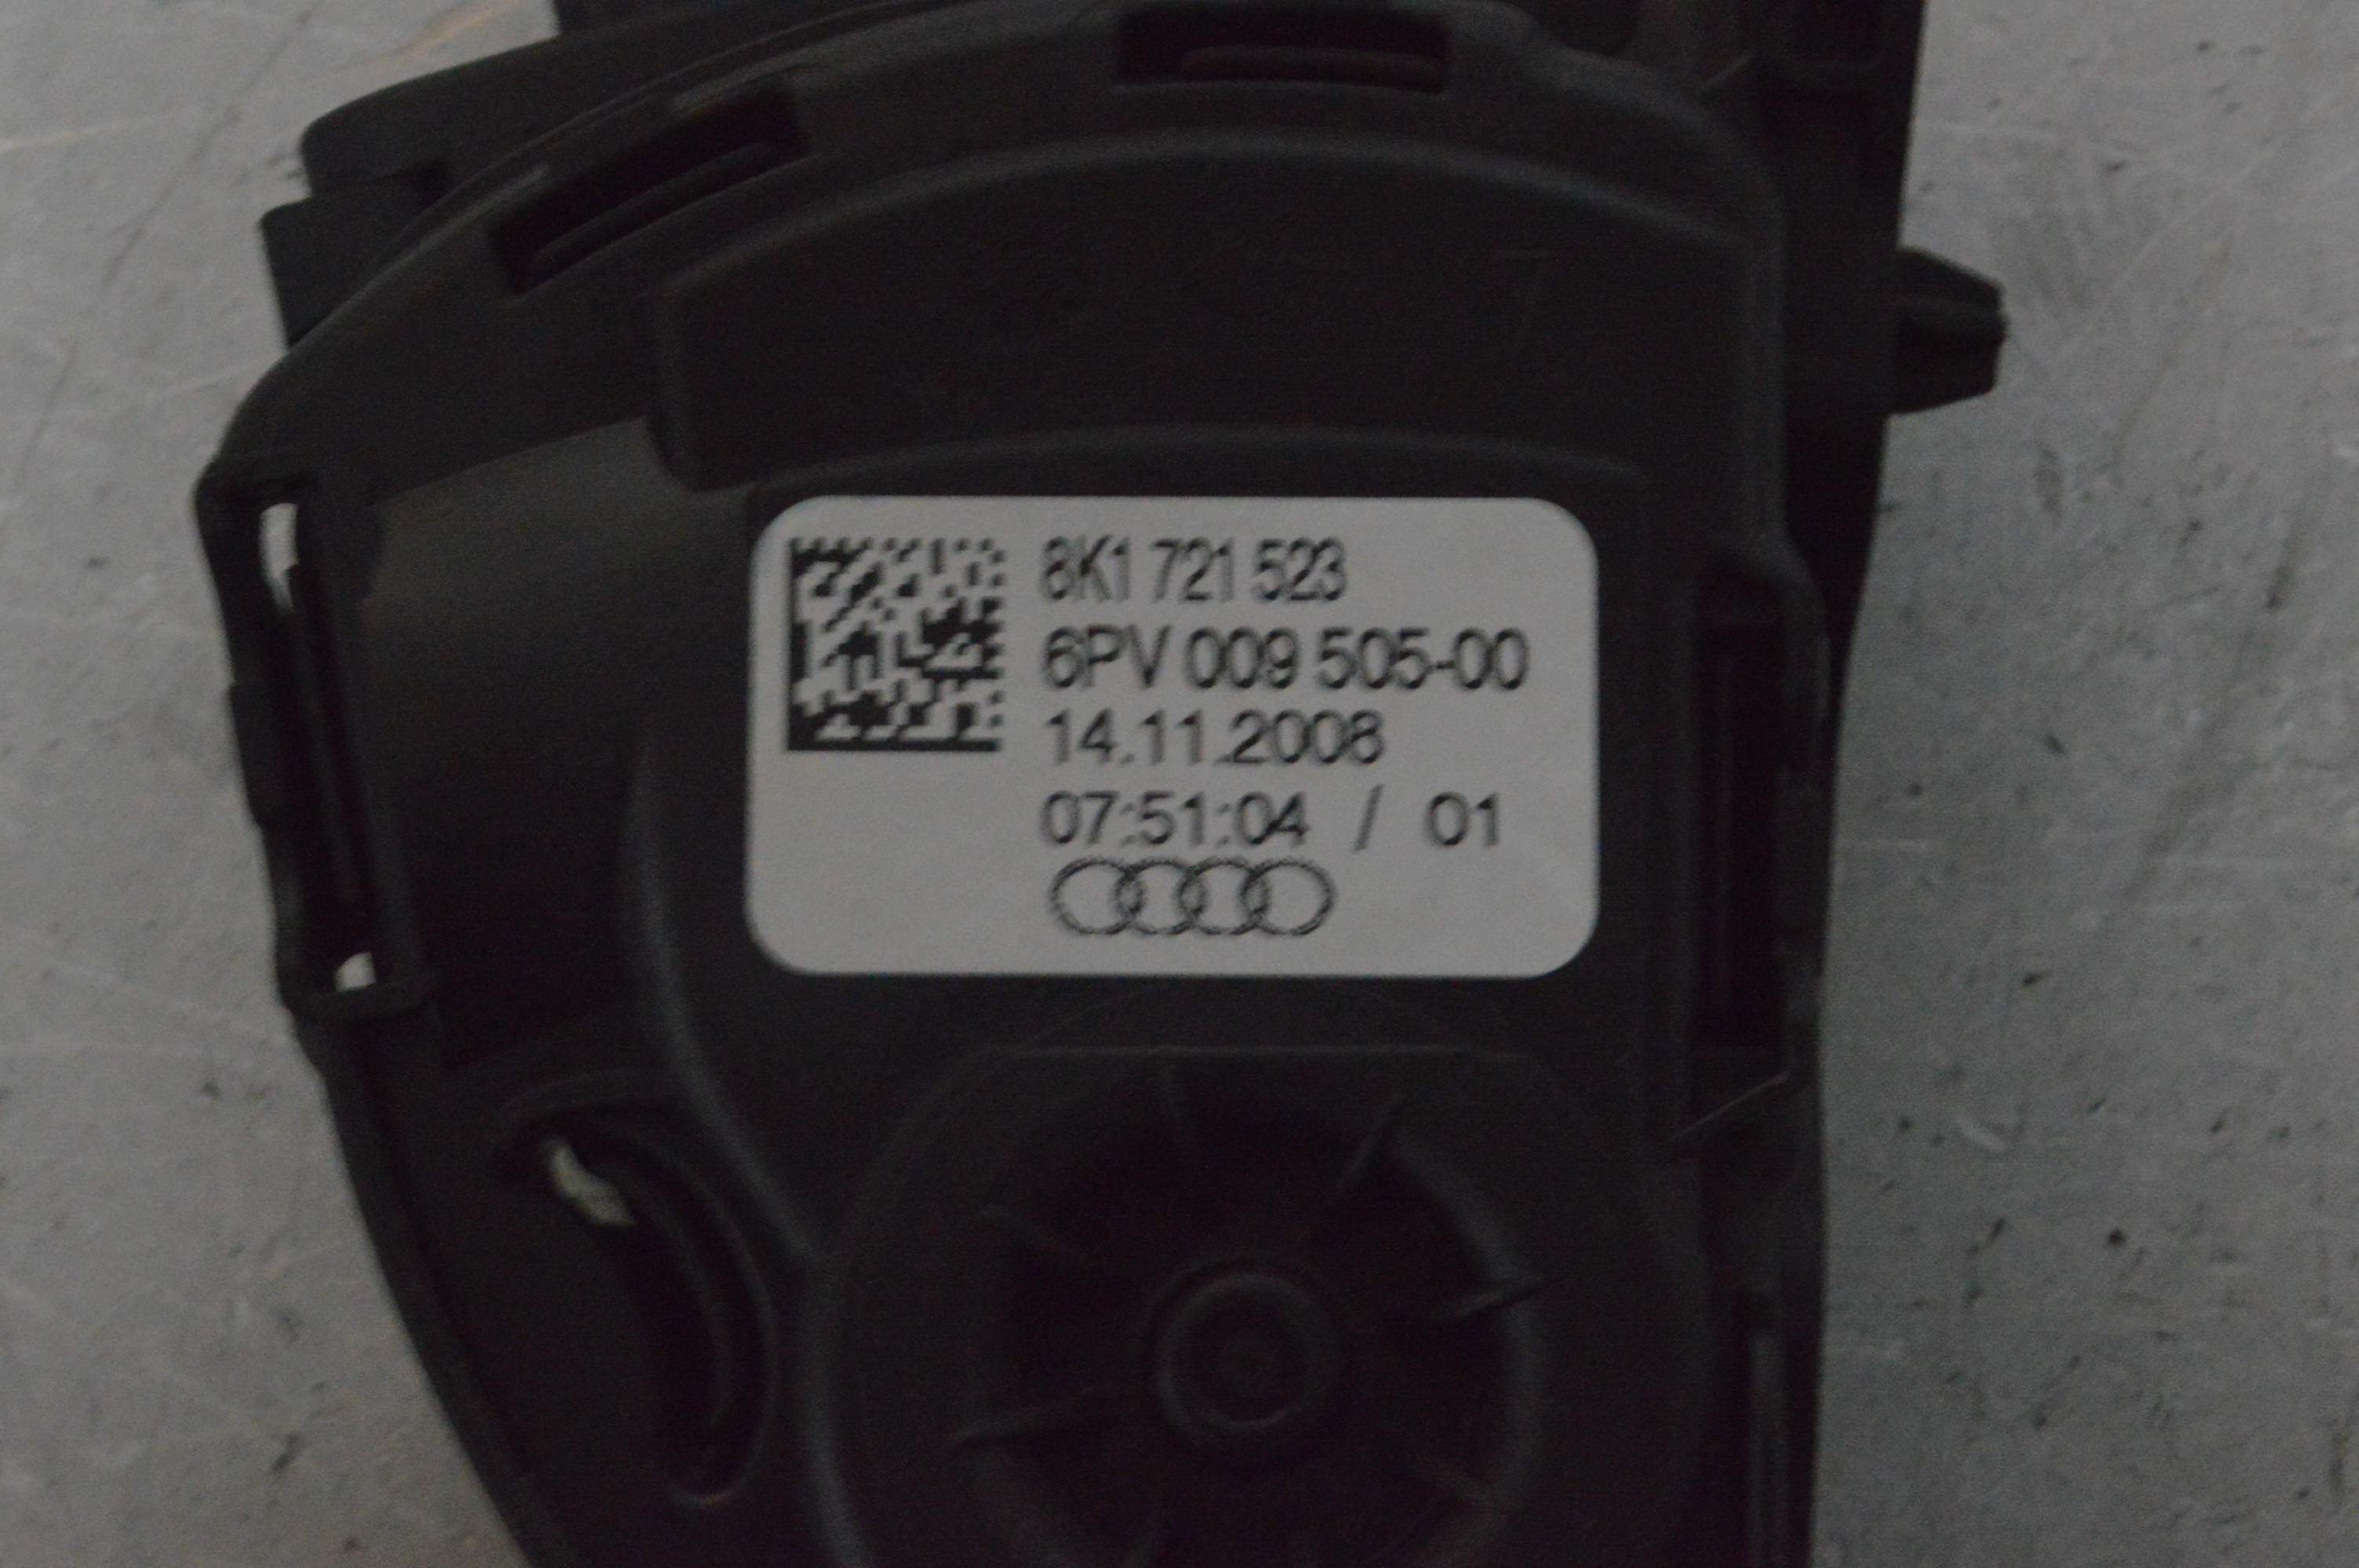 8K1 721 523
6PV 009 505-00
14.11.2008
07:51:04 / 01